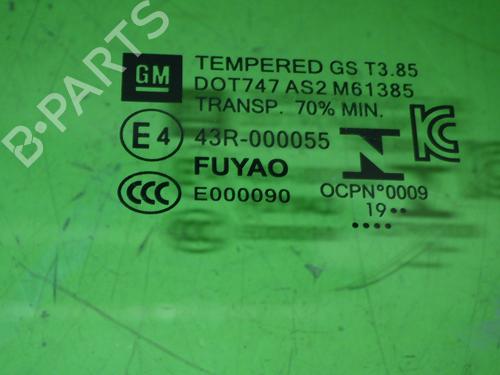 B-PARTS
GM
TEMPERED GS T3.85
DOT747 AS2 M61385
TRANSP. 70% MIN.
E4 43R-000055
FUYAO
CCC E000090
KC
N
OCPN°0009
19••
••••